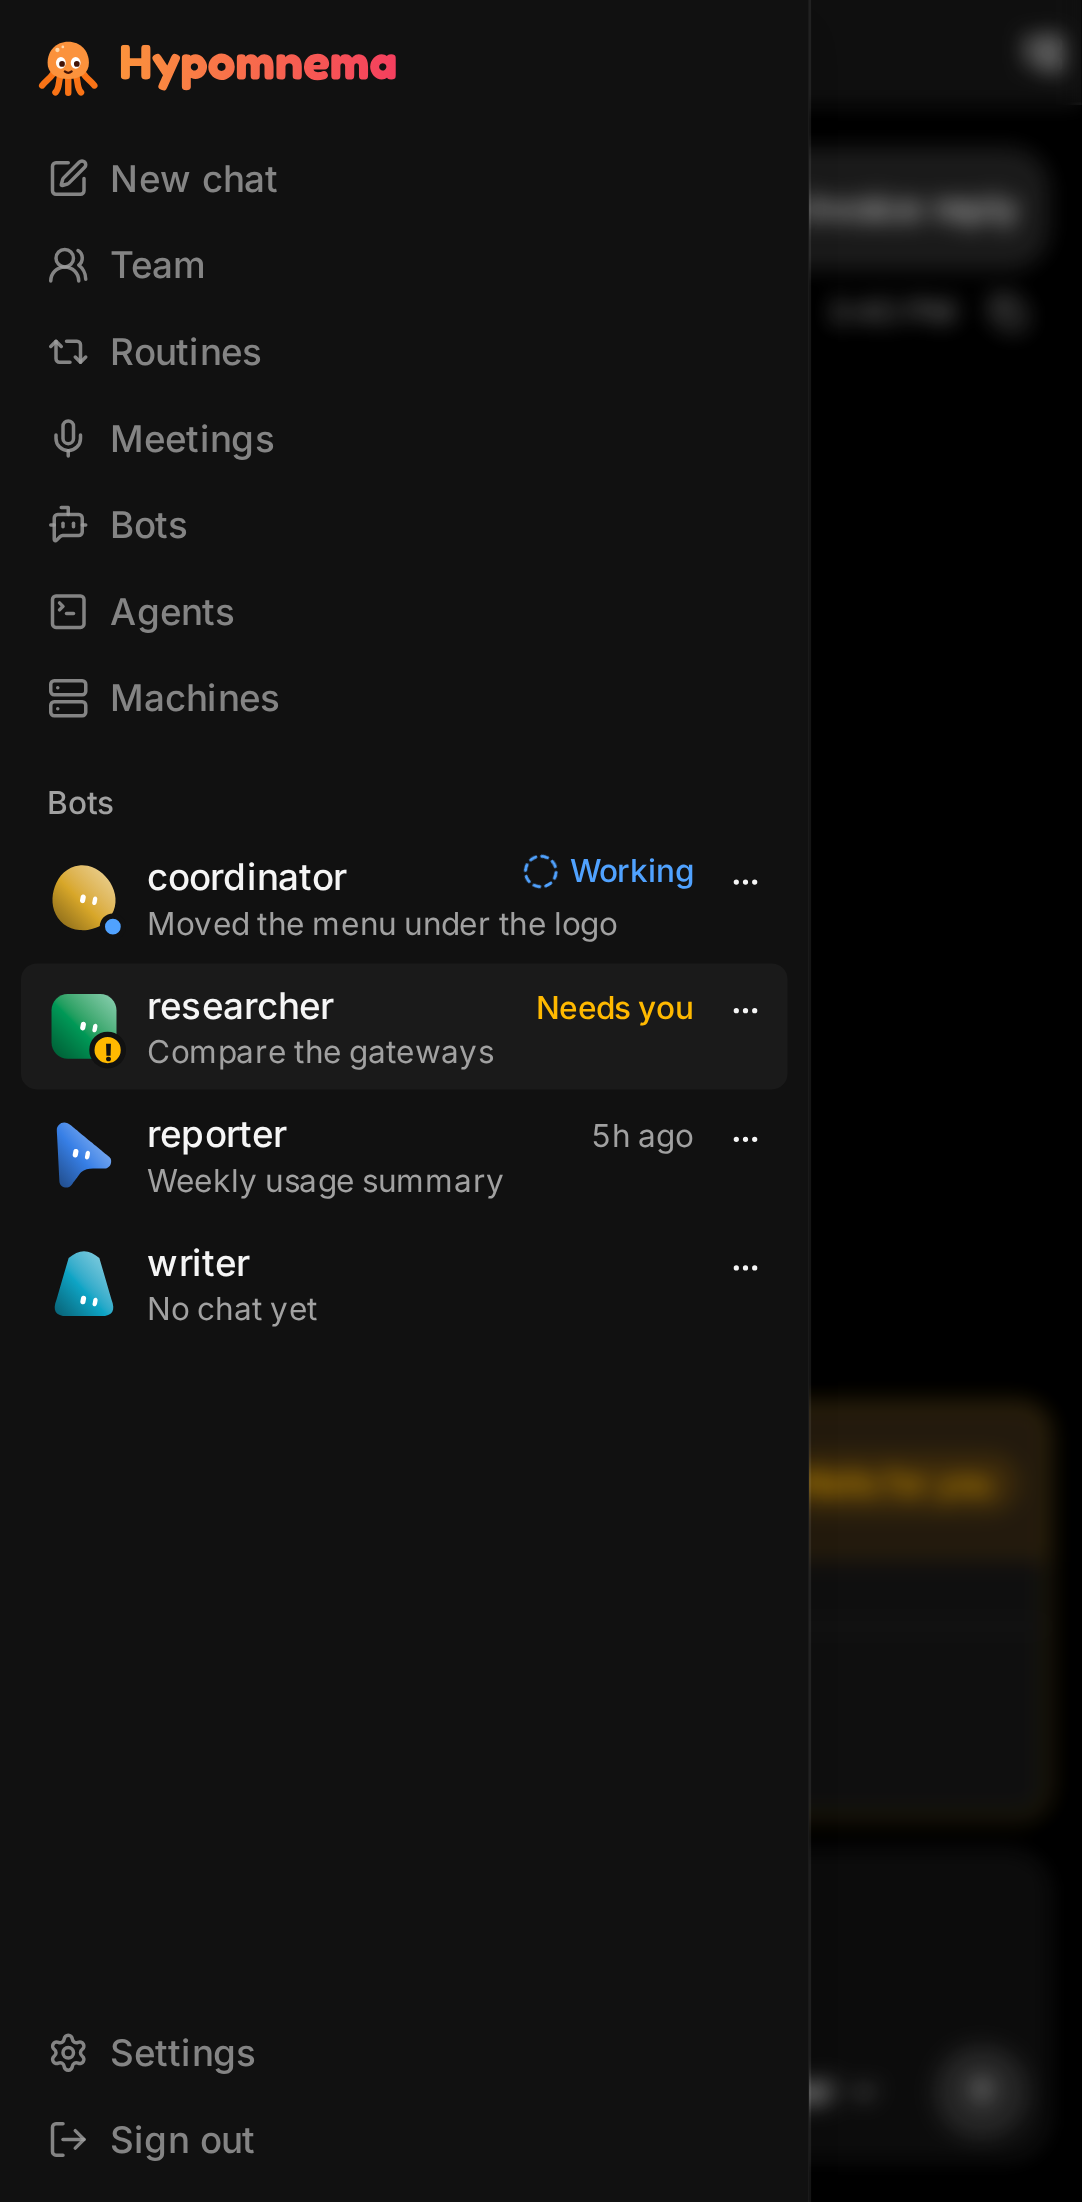 Hypomnema
New chat
Team
Routines
Meetings
Bots
Agents
Machines
Bots
coordinator
Working
Moved the menu under the logo
researcher
Needs you
Compare the gateways
reporter
5h ago
Weekly usage summary
writer
No chat yet
Settings
Sign out